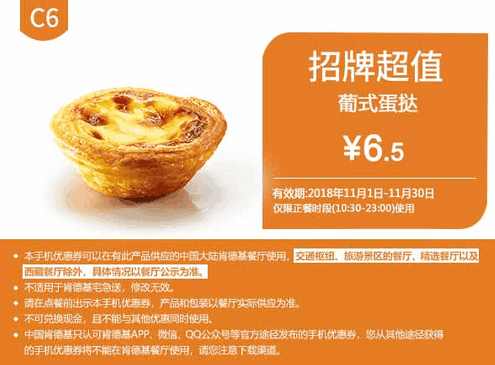 C6
招牌超值
葡式蛋挞
¥6.5
有效期:2018年11月1日-11月30日
仅限正餐时段(10:30-23:00)使用
本手机优惠券可以在有此产品供应的中国大陆肯德基餐厅使用,交通枢纽、旅游景区的餐厅、精选餐厅以及
西藏餐厅除外,具体情况以餐厅公示为准。
不适用于肯德基宅急送,修改无效。
请在点餐前出示本手机优惠券,产品和包装以餐厅实际供应为准。
不可兑换现金,且不能与其他优惠同时使用。
中国肯德基只认可肯德基APP、微信、QQ公众号等官方途径发布的手机优惠券,您从其他途径获得
的手机优惠券将不能在肯德基餐厅使用,请您注意下载渠道。